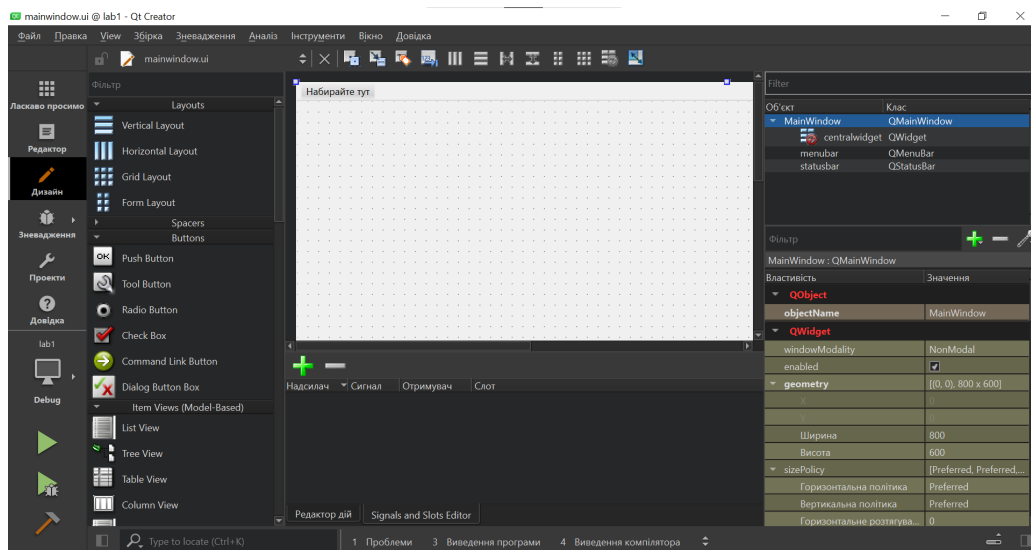 mainwindow.ui @ lab1 - Qt Creator
Файл Правка View Збірка Зневадження Аналіз Інструменти Вікно Довідка
mainwindow.ui
Ласкаво просимо
Редактор
Дизайн
Зневадження
Проекти
Довідка
lab1
Debug
Фільтр
Layouts
Vertical Layout
Horizontal Layout
Grid Layout
Form Layout
Spacers
Buttons
OK Push Button
Tool Button
Radio Button
Check Box
Command Link Button
Dialog Button Box
Item Views (Model-Based)
List View
Tree View
Table View
Column View
Набирайте тут
Надсилач Сигнал Отримувач Слот
Редактор дій Signals and Slots Editor
Filter
Об'єкт Клас
MainWindow QMainWindow
centralwidget QWidget
menubar QMenuBar
statusbar QStatusBar
Фільтр
MainWindow : QMainWindow
Властивість Значення
QObject
objectName MainWindow
QWidget
windowModality NonModal
enabled
geometry [(0, 0), 800 x 600]
X 0
Y 0
Ширина 800
Висота 600
sizePolicy [Preferred, Preferred,...
Горизонтальна політика Preferred
Вертикальна політика Preferred
Горизонтальне розтягува... 0
Type to locate (Ctrl+K) 1 Проблеми 3 Виведення програми 4 Виведення компілятора